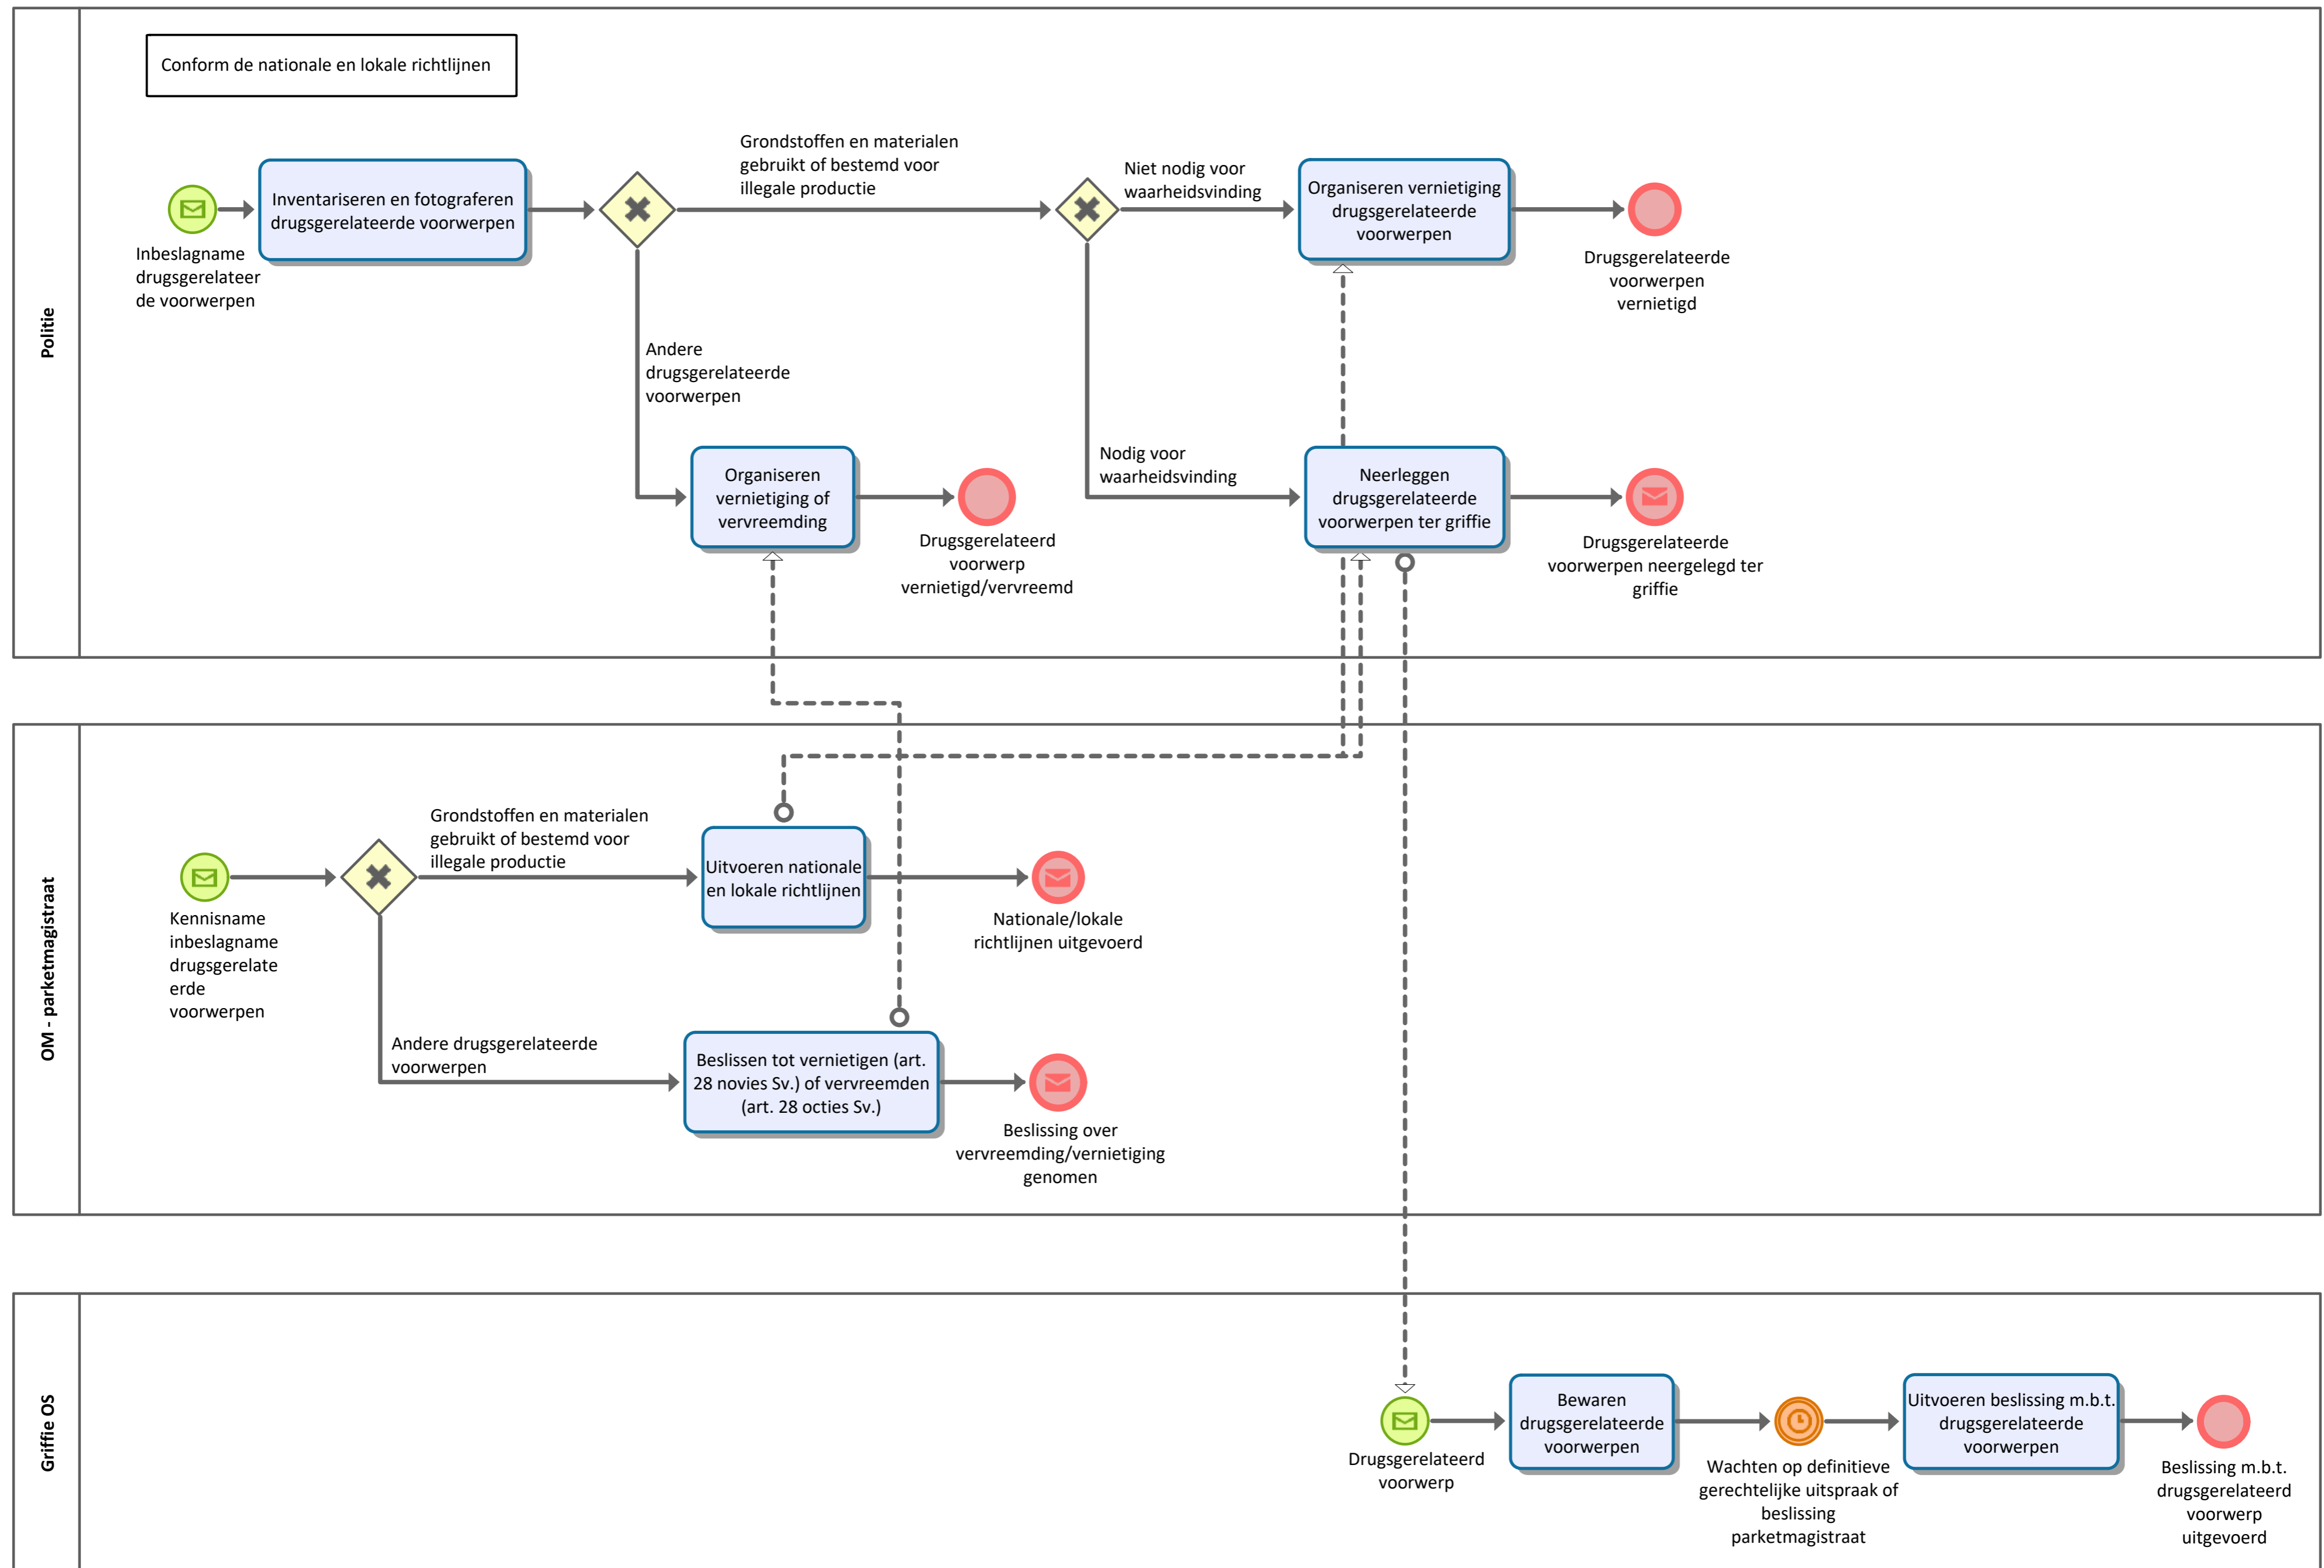 Politie
Conform de nationale en lokale richtlijnen
Inbeslagname
drugsgerelateer
de voorwerpen
Inventariseren en fotograferen
drugsgerelateerde voorwerpen
Grondstoffen en materialen
gebruikt of bestemd voor
illegale productie
Niet nodig voor
waarheidsvinding
Organiseren vernietiging
drugsgerelateerde
voorwerpen
Drugsgerelateerde
voorwerpen
vernietigd
Andere
drugsgerelateerde
voorwerpen
Organiseren
vernietiging of
vervreemding
Drugsgerelateerd
voorwerp
vernietigd/vervreemd
Nodig voor
waarheidsvinding
Neerleggen
drugsgerelateerde
voorwerpen ter griffie
Drugsgerelateerde
voorwerpen neergelegd ter
griffie
OM - parketmagistraat
Kennisname
inbeslagname
drugsgerelate
erde
voorwerpen
Grondstoffen en materialen
gebruikt of bestemd voor
illegale productie
Uitvoeren nationale
en lokale richtlijnen
Nationale/lokale
richtlijnen uitgevoerd
Andere drugsgerelateerde
voorwerpen
Beslissen tot vernietigen (art.
28 novies Sv.) of vervreemden
(art. 28 octies Sv.)
Beslissing over
vervreemding/vernietiging
genomen
Griffie OS
Drugsgerelateerd
voorwerp
Bewaren
drugsgerelateerde
voorwerpen
Wachten op definitieve
gerechtelijke uitspraak of
beslissing
parketmagistraat
Uitvoeren beslissing m.b.t.
drugsgerelateerde
voorwerpen
Beslissing m.b.t.
drugsgerelateerd
voorwerp
uitgevoerd